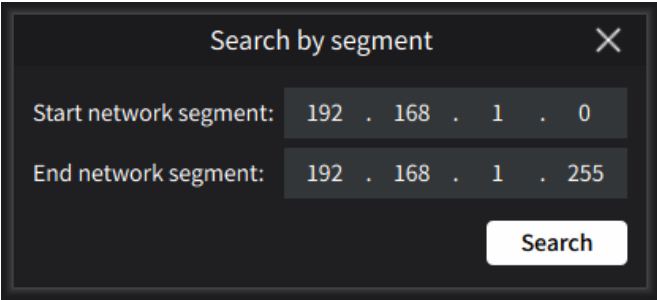 Search by segment
Start network segment: 192 . 168 . 1 . 0
End network segment: 192 . 168 . 1 . 255
Search